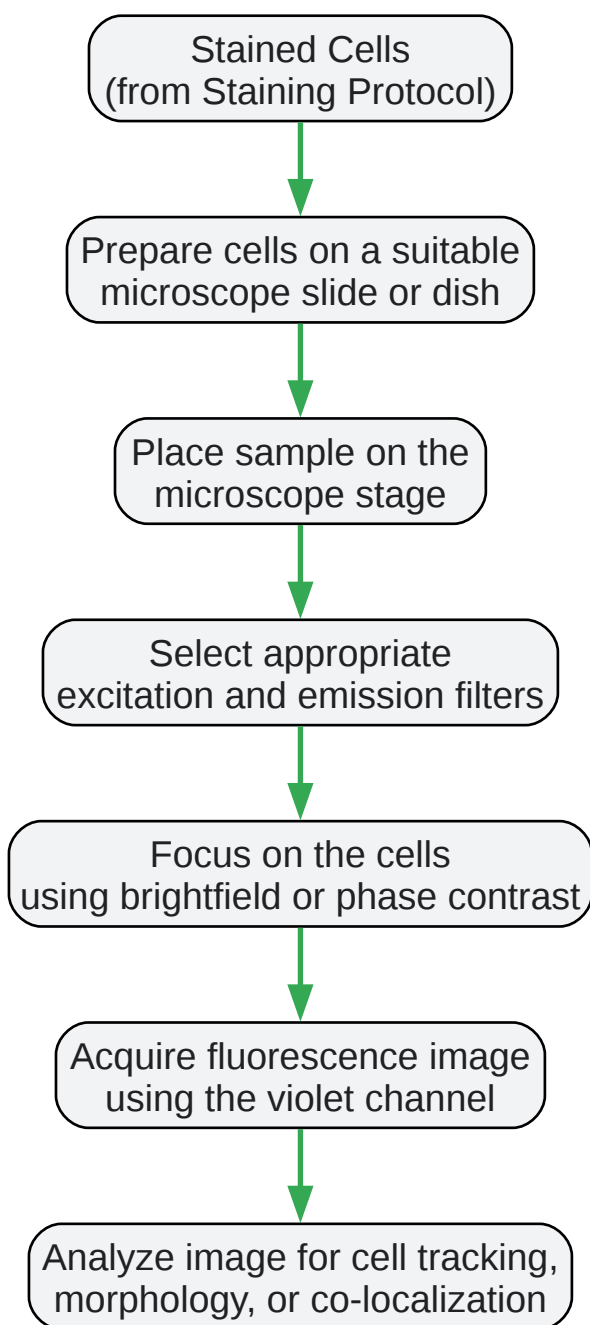 Stained Cells
(from Staining Protocol)
Prepare cells on a suitable
microscope slide or dish
Place sample on the
microscope stage
Select appropriate
excitation and emission filters
Focus on the cells
using brightfield or phase contrast
Acquire fluorescence image
using the violet channel
Analyze image for cell tracking,
morphology, or co-localization